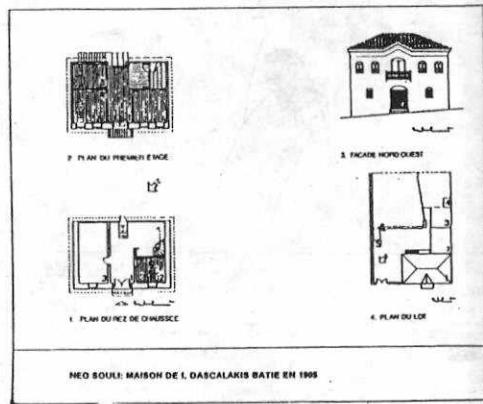 2. PLAN DU PREMIER ETAGE
3. FACADE NORD OUEST
1. PLAN DU REZ DE CHAUSSEE
4. PLAN DU LOT
NEO SOULI: MAISON DE I. DASCALAKIS BATIE EN 1905